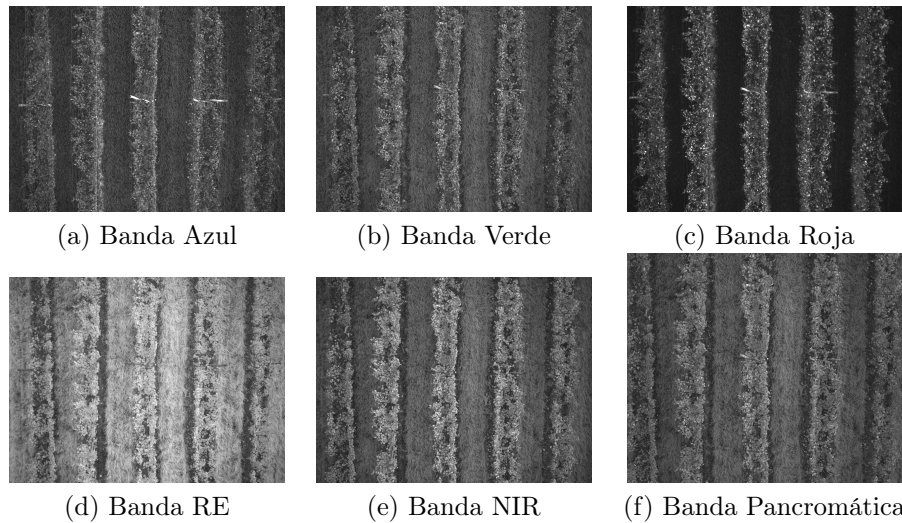 (a) Banda Azul
(b) Banda Verde
(c) Banda Roja
(d) Banda RE
(e) Banda NIR
(f) Banda Pancromática